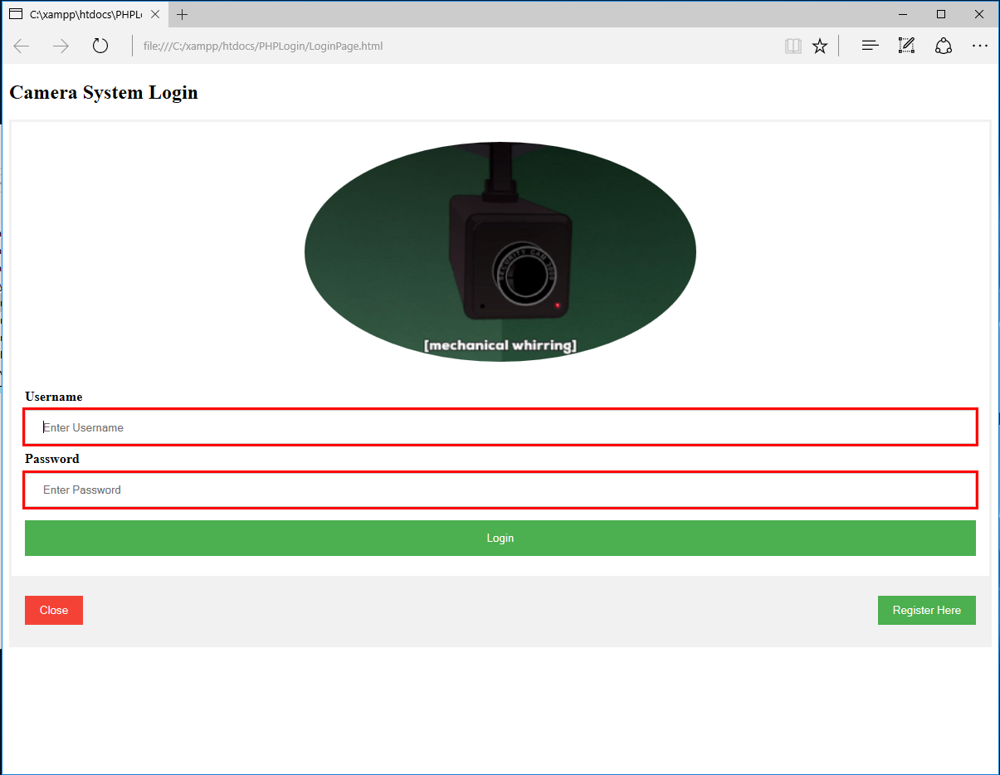 C:\xampp\htdocs\PHPL
file:///C:/xampp/htdocs/PHPLogin/LoginPage.html
Camera System Login
SECURITY CAM 3000
[mechanical whirring]
Username
Enter Username
Password
Enter Password
Login
Close
Register Here